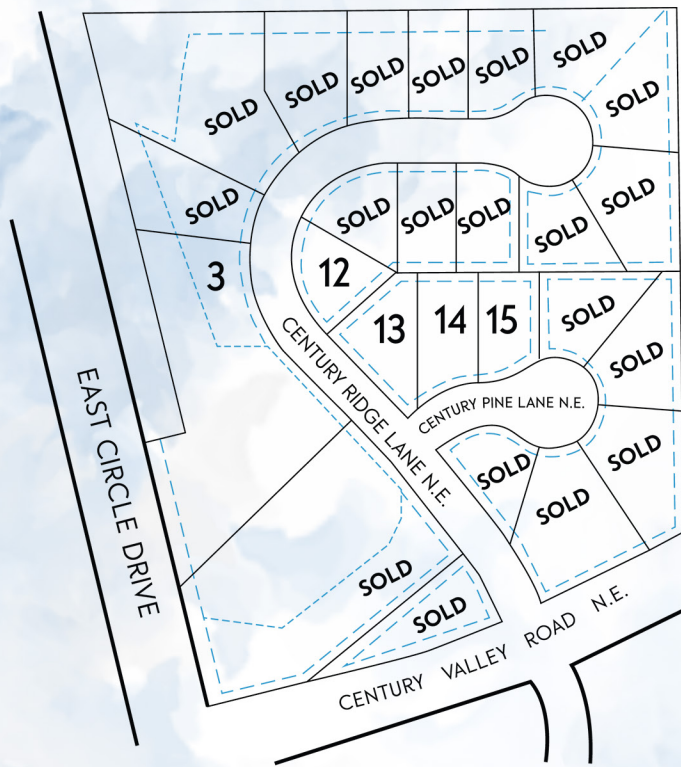 SOLD
SOLD
SOLD
SOLD
SOLD
SOLD
SOLD
SOLD
SOLD
SOLD
SOLD
SOLD
SOLD
3
12
13
14
15
SOLD
SOLD
CENTURY RIDGE LANE N.E.
CENTURY PINE LANE N.E.
EAST CIRCLE DRIVE
SOLD
SOLD
SOLD
SOLD
SOLD
CENTURY VALLEY ROAD N.E.